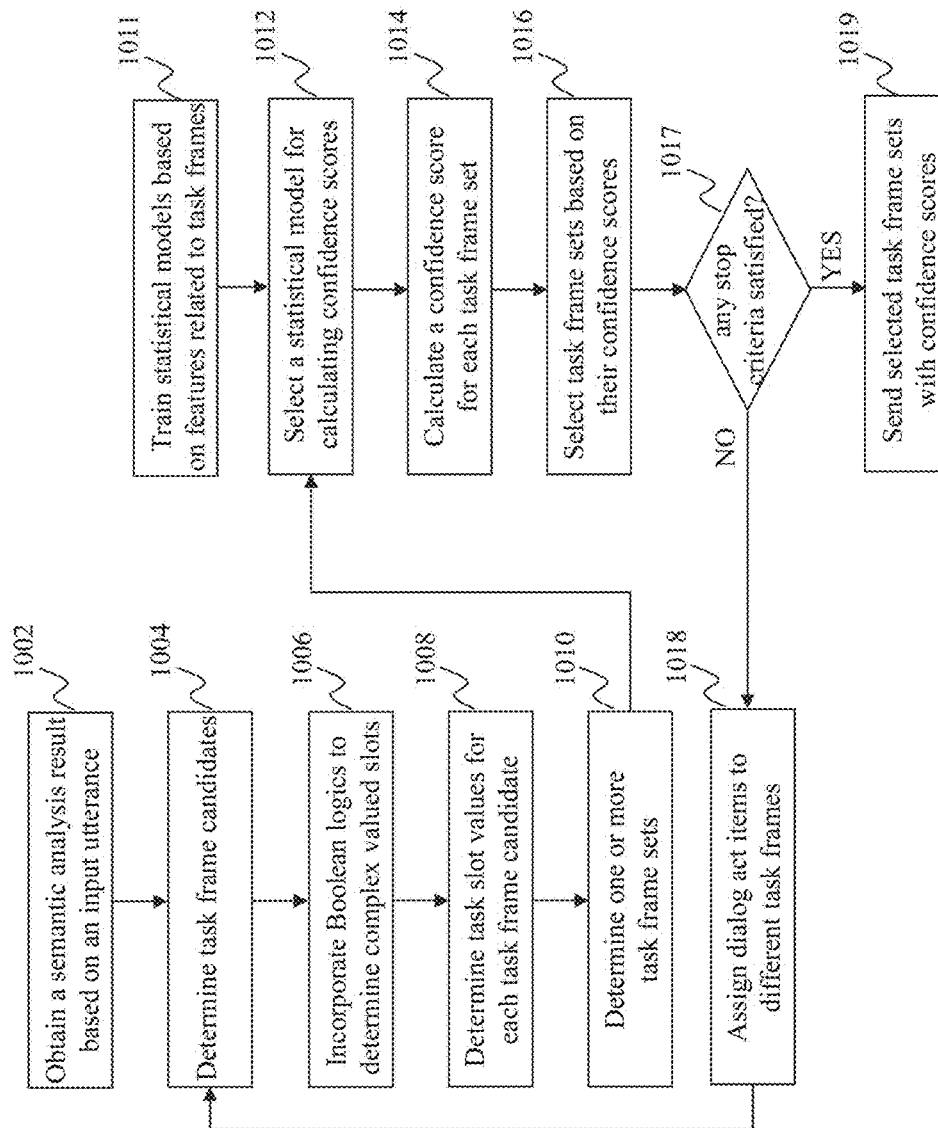 1002
Obtain a semantic analysis result
based on an input utterance
1004
Determine task frame candidates
1006
Incorporate Boolean logics to
determine complex valued slots
1008
Determine task slot values for
each task frame candidate
1010
Determine one or more
task frame sets
1018
Assign dialog act items to
different task frames
1011
Train statistical models based
on features related to task frames
1012
Select a statistical model for
calculating confidence scores
1014
Calculate a confidence score
for each task frame set
1016
Select task frame sets based on
their confidence scores
1017
any stop
criteria satisfied?
NO
YES
1019
Send selected task frame sets
with confidence scores